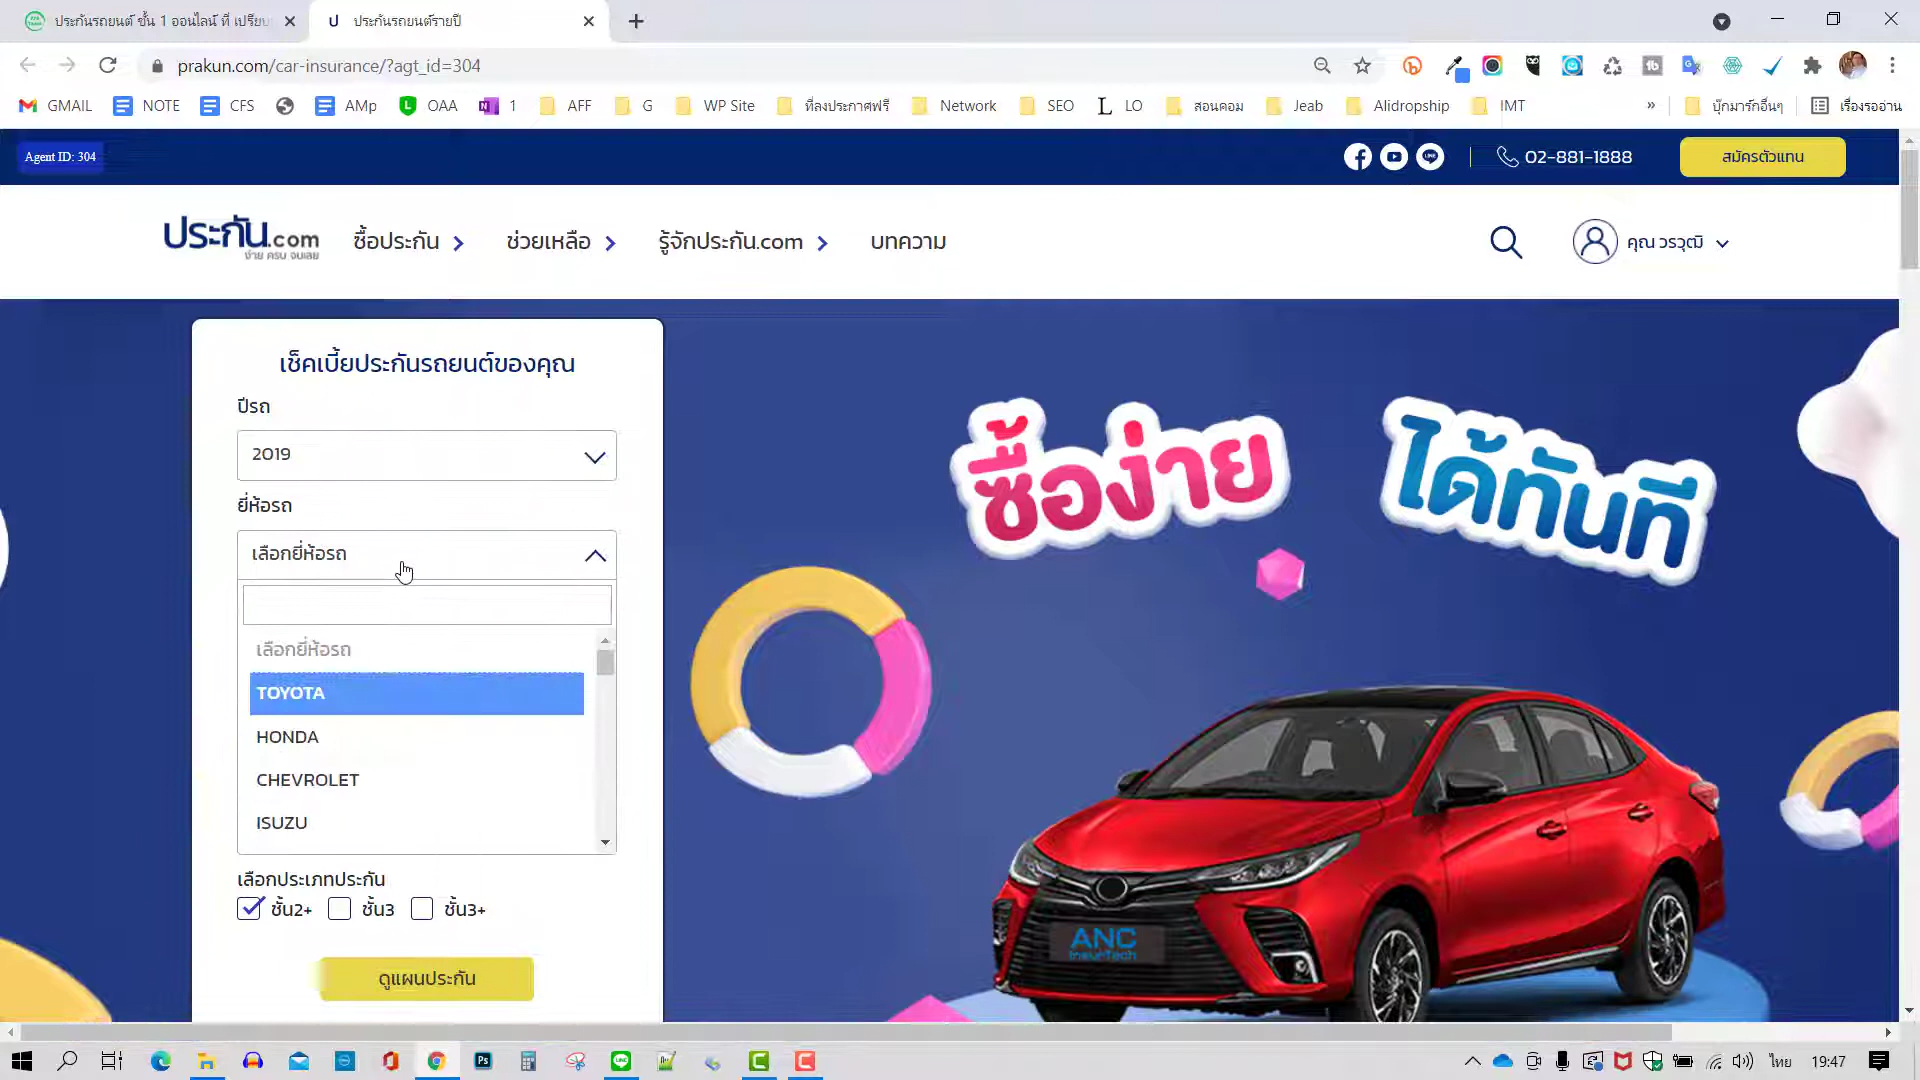 ประกันรถยนต์ ชั้น 1 ออนไลน์ ที่ เปรียบ
ประกันรถยนต์รายปี
prakun.com/car-insurance/?agt_id=304
GMAIL NOTE CFS AMp OAA 1 AFF G WP Site ที่ลงประกาศฟรี Network SEO LO สอนคอม Jeab Alidropship IMT » บุ๊กมาร์กอื่นๆ เรื่องรออ่าน
Agent ID: 304
02-881-1888
สมัครตัวแทน
ประกัน.com
ง่าย ครบ จบเลย
ซื้อประกัน ช่วยเหลือ รู้จักประกัน.com บทความ
คุณ วรวุฒิ
เช็คเบี้ยประกันรถยนต์ของคุณ
ปีรถ
2019
ยี่ห้อรถ
เลือกยี่ห้อรถ
เลือกยี่ห้อรถ
TOYOTA
HONDA
CHEVROLET
ISUZU
เลือกประเภทประกัน
ชั้น2+ ชั้น3 ชั้น3+
ดูแผนประกัน
ซื้อง่าย ได้ทันที
ANC
InsurTech
ไทย 19:47